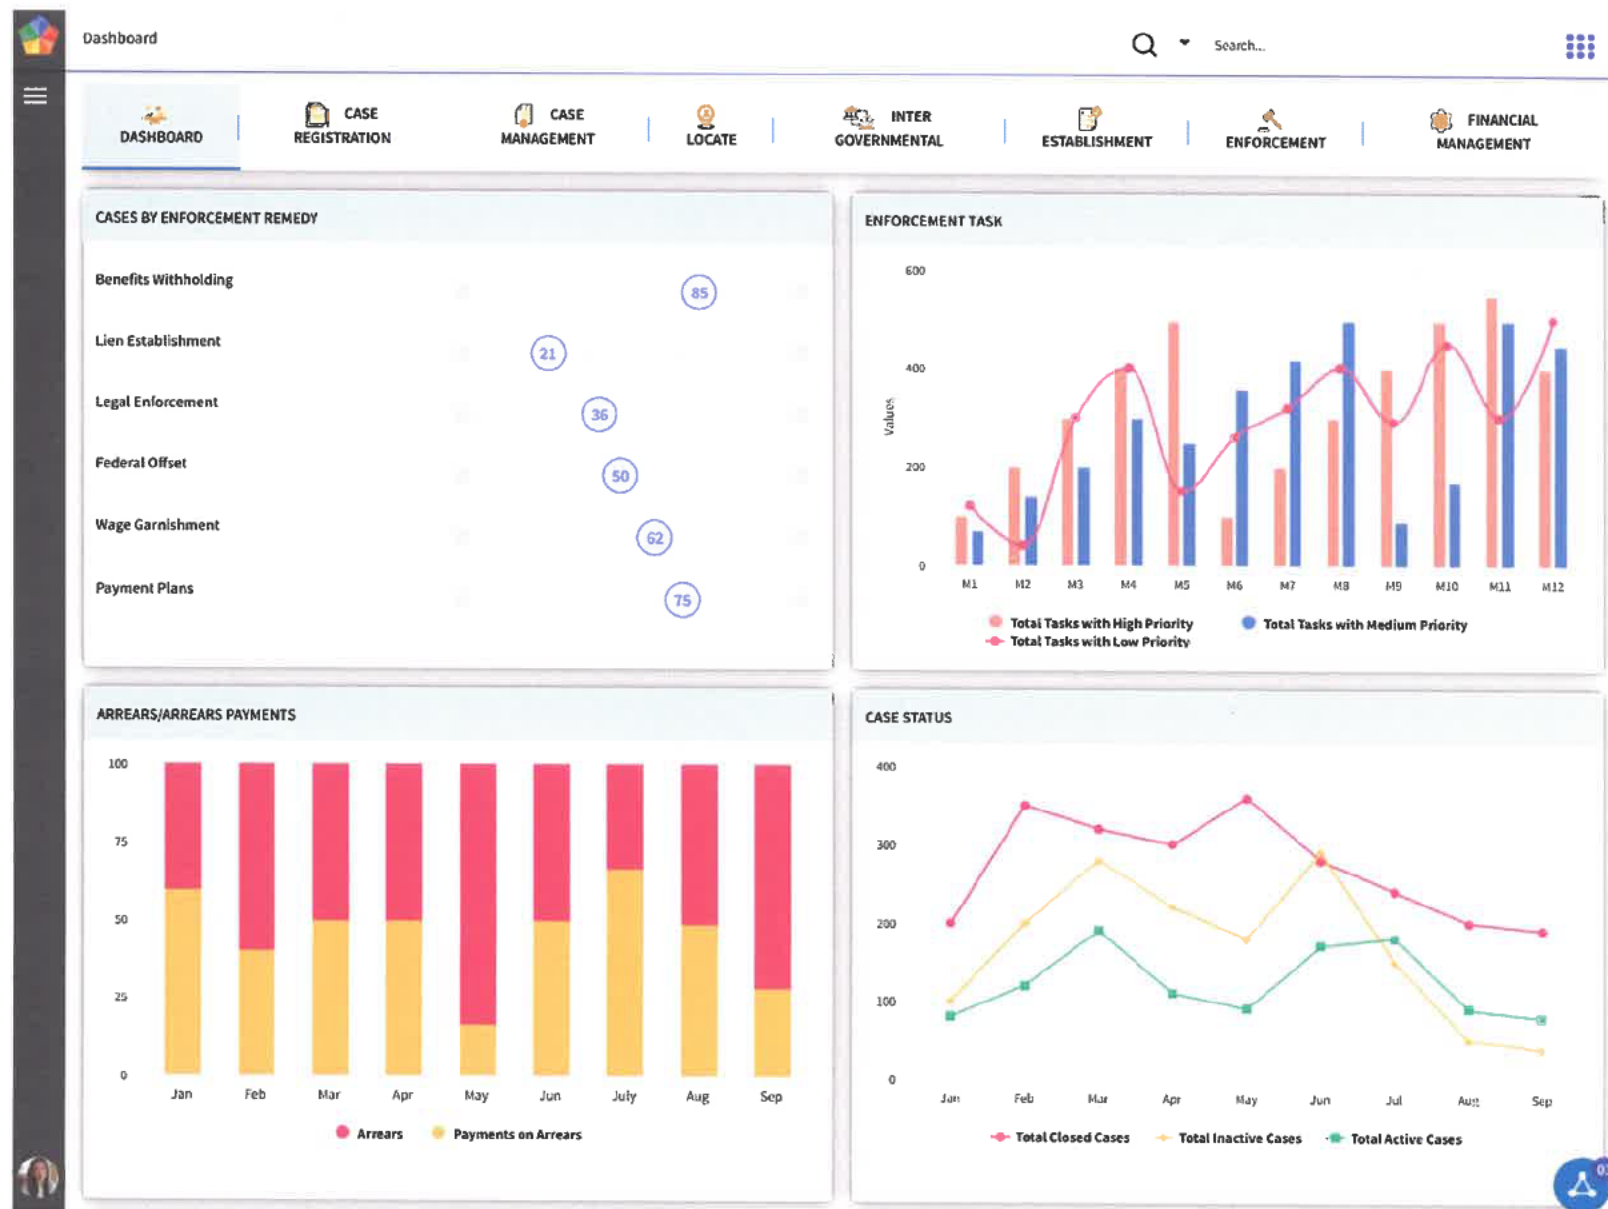 Dashboard
Search...
DASHBOARD
CASE
REGISTRATION
CASE
MANAGEMENT
LOCATE
INTER
GOVERNMENTAL
ESTABLISHMENT
ENFORCEMENT
FINANCIAL
MANAGEMENT
CASES BY ENFORCEMENT REMEDY
Benefits Withholding
85
Lien Establishment
21
Legal Enforcement
36
Federal Offset
50
Wage Garnishment
62
Payment Plans
75
ENFORCEMENT TASK
600
400
200
0
Values
M1 M2 M3 M4 M5 M6 M7 M8 M9 M10 M11 M12
Total Tasks with High Priority Total Tasks with Medium Priority
Total Tasks with Low Priority
ARREARS/ARREARS PAYMENTS
100
75
50
25
0
Jan Feb Mar Apr May Jun July Aug Sep
Arrears Payments on Arrears
CASE STATUS
400
300
200
100
0
Jan Feb Mar Apr May Jun Jul Aug Sep
Total Closed Cases Total Inactive Cases Total Active Cases